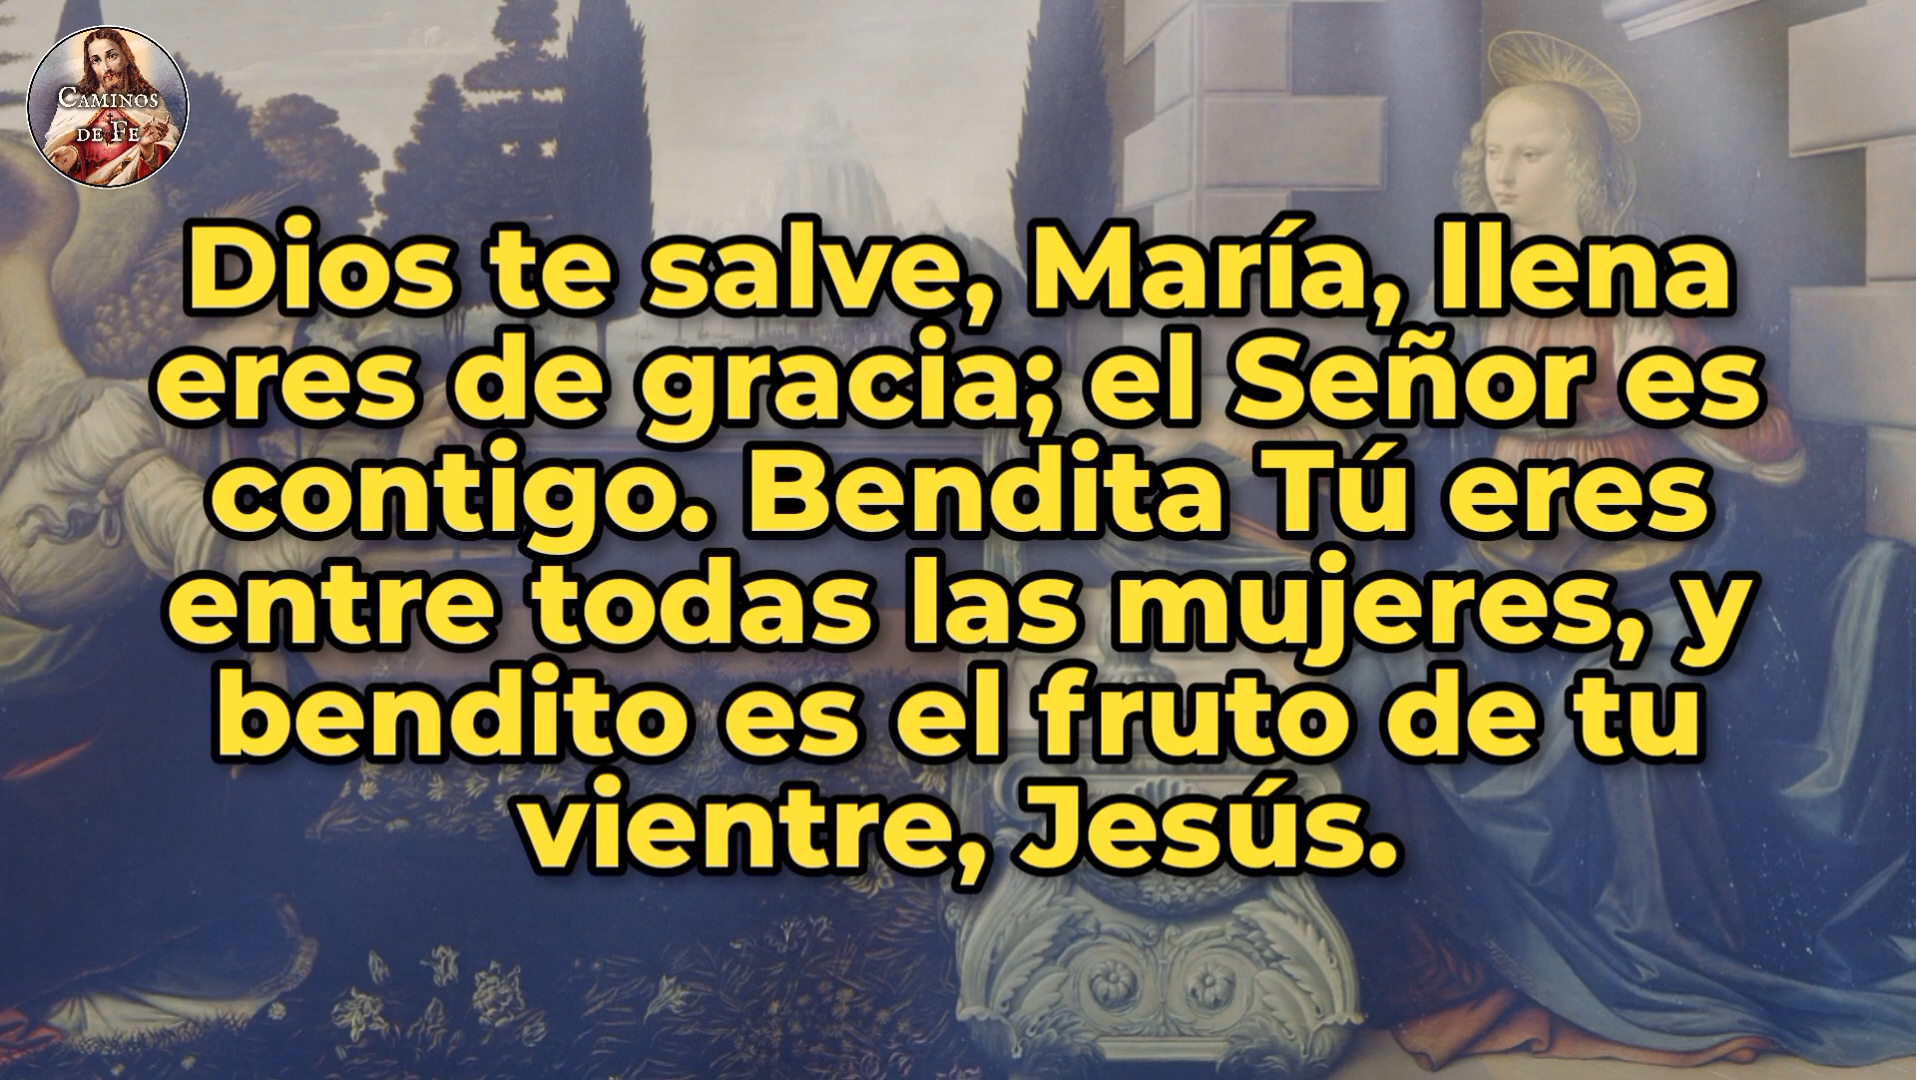 CAMINOS
DE FE
Dios te salve, María, llena
eres de gracia; el Señor es
contigo. Bendita Tú eres
entre todas las mujeres, y
bendito es el fruto de tu
vientre, Jesús.